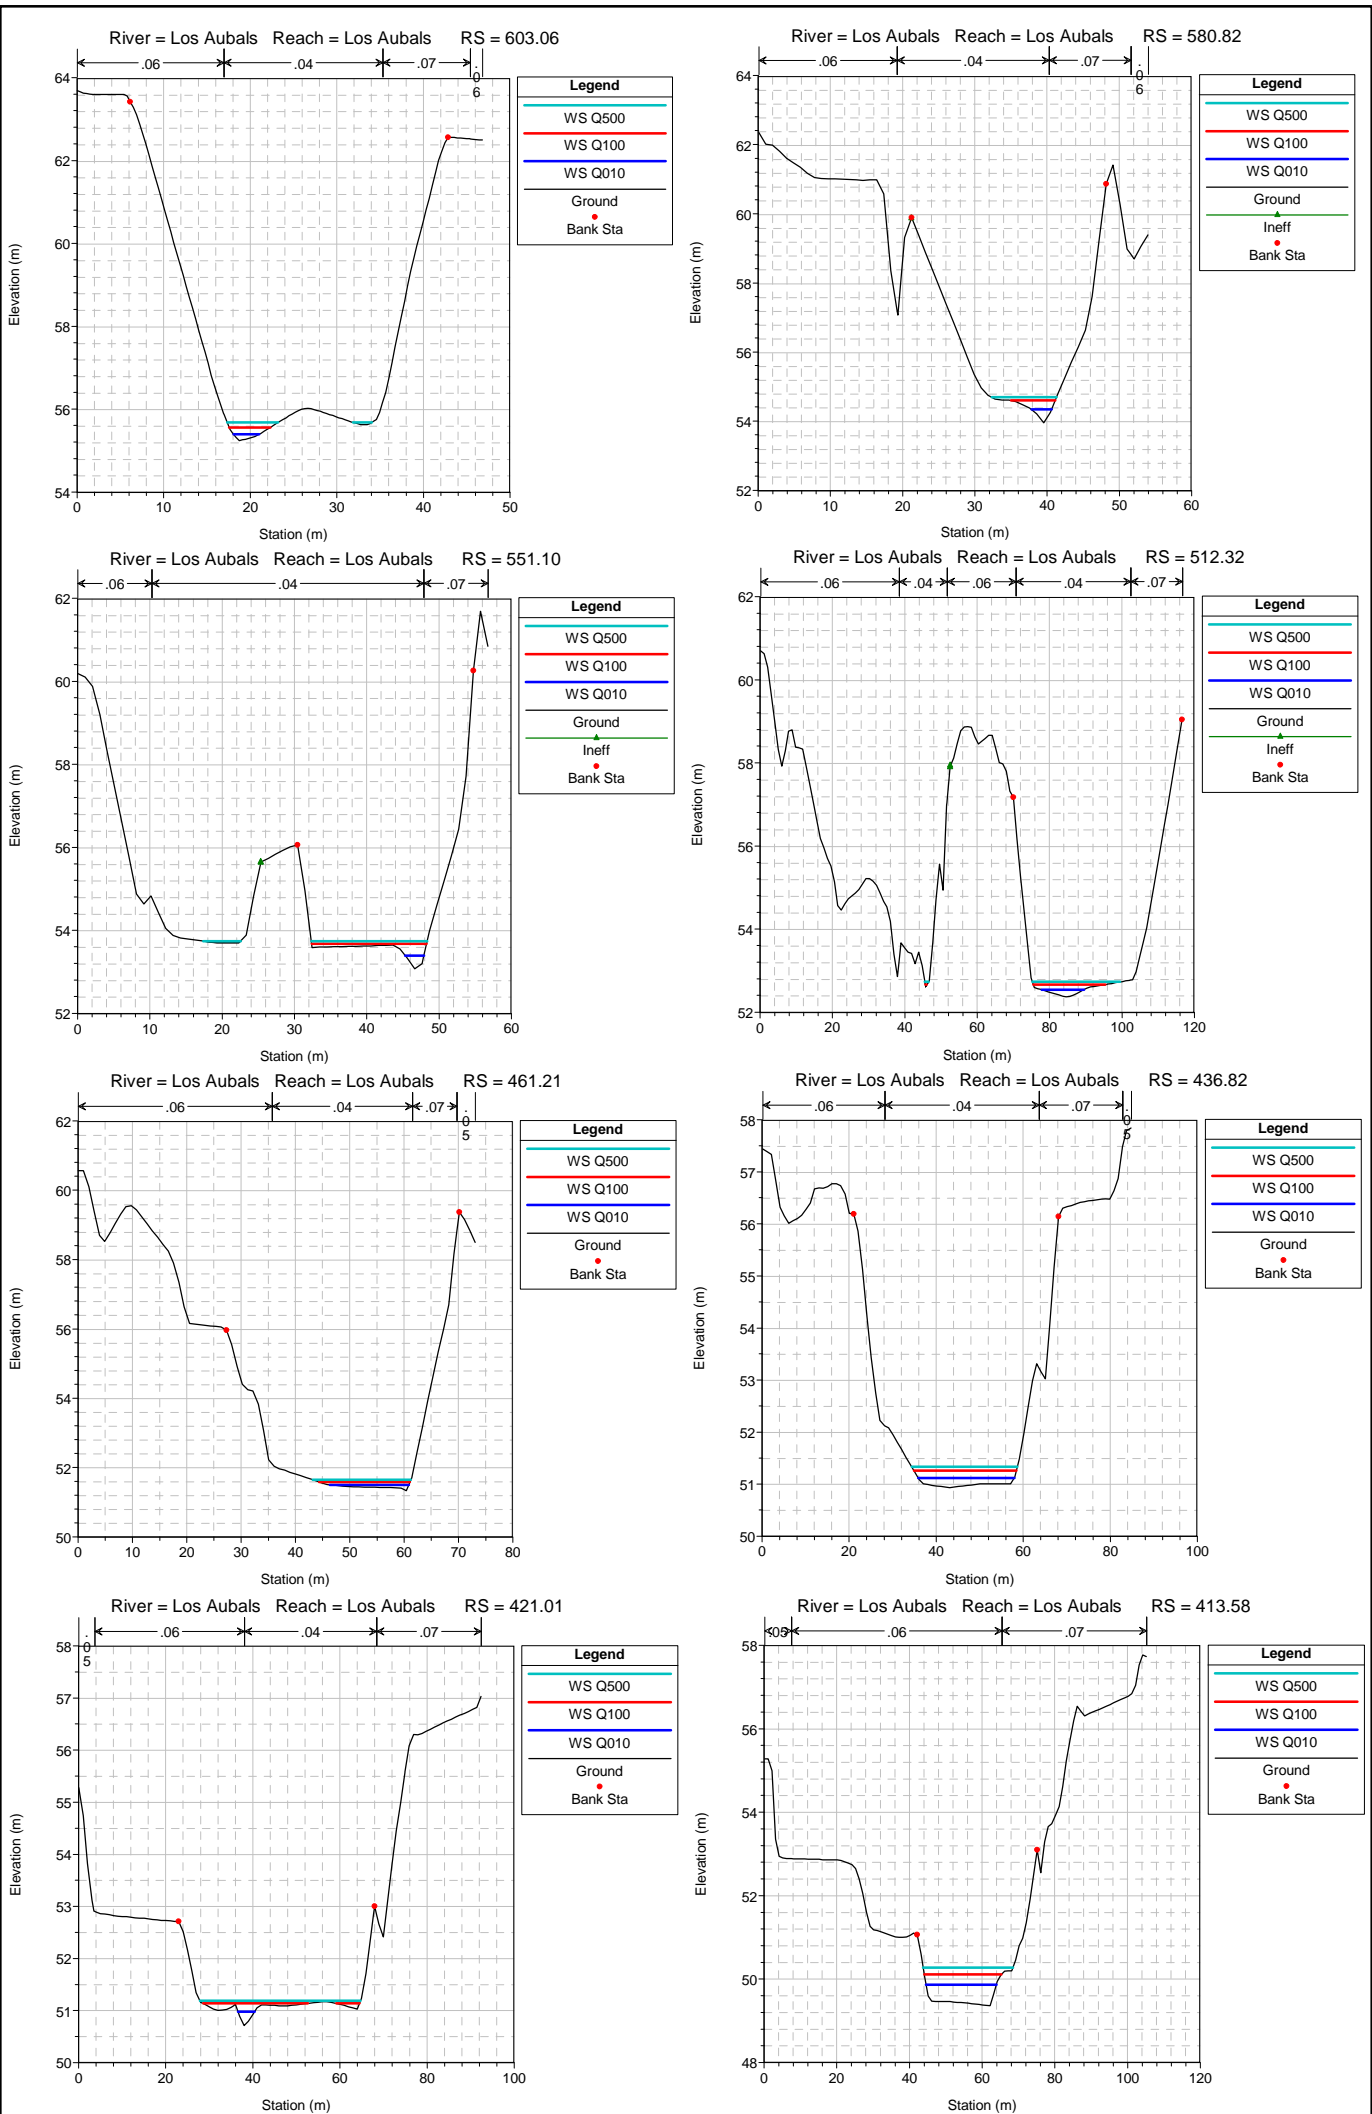 River = Los Aubals Reach = Los Aubals RS = 603.06
.06 .04 .07 .06
64
62
60
58
56
54
0 10 20 30 40 50
Elevation (m)
Station (m)
Legend
WS Q500
WS Q100
WS Q010
Ground
Bank Sta
River = Los Aubals Reach = Los Aubals RS = 580.82
.06 .04 .07 .06
64
62
60
58
56
54
52
0 10 20 30 40 50 60
Elevation (m)
Station (m)
Legend
WS Q500
WS Q100
WS Q010
Ground
Ineff
Bank Sta
River = Los Aubals Reach = Los Aubals RS = 551.10
.06 .04 .07
62
60
58
56
54
52
0 10 20 30 40 50 60
Elevation (m)
Station (m)
Legend
WS Q500
WS Q100
WS Q010
Ground
Ineff
Bank Sta
River = Los Aubals Reach = Los Aubals RS = 512.32
.06 .04 .06 .04 .07
62
60
58
56
54
52
0 20 40 60 80 100 120
Elevation (m)
Station (m)
Legend
WS Q500
WS Q100
WS Q010
Ground
Ineff
Bank Sta
River = Los Aubals Reach = Los Aubals RS = 461.21
.06 .04 .07 .05
62
60
58
56
54
52
50
0 10 20 30 40 50 60 70 80
Elevation (m)
Station (m)
Legend
WS Q500
WS Q100
WS Q010
Ground
Bank Sta
River = Los Aubals Reach = Los Aubals RS = 436.82
.06 .04 .07 .05
58
57
56
55
54
53
52
51
50
0 20 40 60 80 100
Elevation (m)
Station (m)
Legend
WS Q500
WS Q100
WS Q010
Ground
Bank Sta
River = Los Aubals Reach = Los Aubals RS = 421.01
.05 .06 .04 .07
58
57
56
55
54
53
52
51
50
0 20 40 60 80 100
Elevation (m)
Station (m)
Legend
WS Q500
WS Q100
WS Q010
Ground
Bank Sta
River = Los Aubals Reach = Los Aubals RS = 413.58
.05 .06 .07
58
56
54
52
50
48
0 20 40 60 80 100 120
Elevation (m)
Station (m)
Legend
WS Q500
WS Q100
WS Q010
Ground
Bank Sta